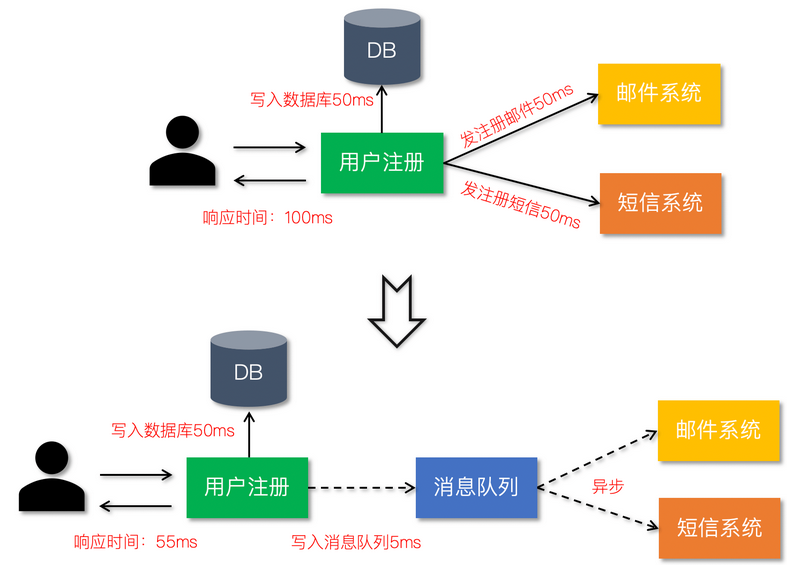 DB
写入数据库50ms
发注册邮件50ms
邮件系统
用户注册
发注册短信50ms
短信系统
响应时间：100ms
DB
写入数据库50ms
邮件系统
用户注册
消息队列
异步
短信系统
响应时间：55ms
写入消息队列5ms